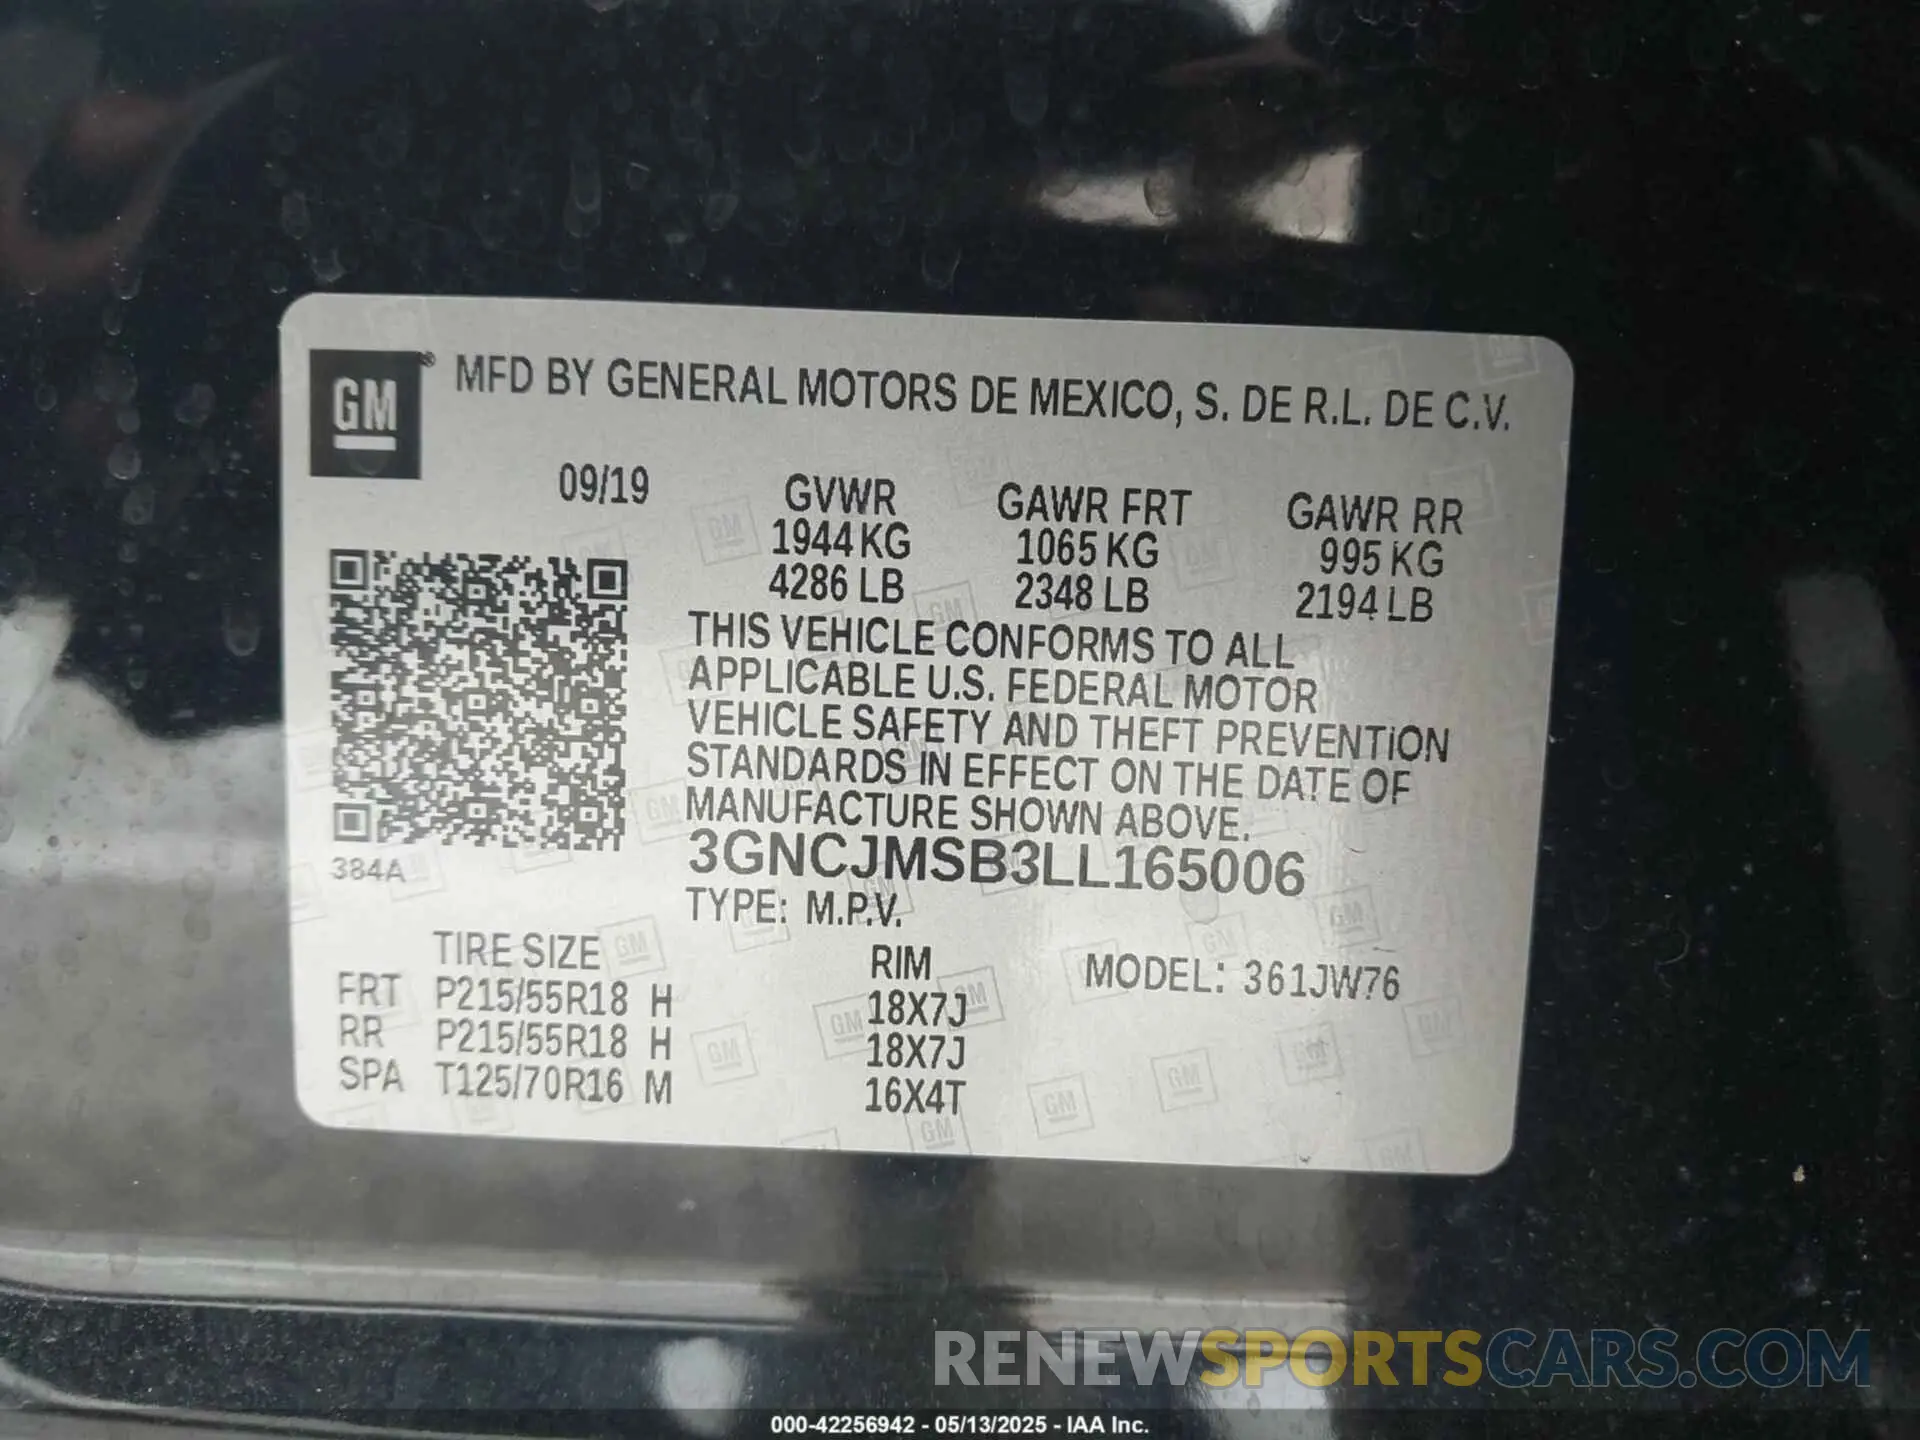 GM
® MFD BY GENERAL MOTORS DE MEXICO, S. DE R.L. DE C.V.
09/19
GVWR GAWR FRT GAWR RR
1944 KG 1065 KG 995 KG
4286 LB 2348 LB 2194 LB
THIS VEHICLE CONFORMS TO ALL
APPLICABLE U.S. FEDERAL MOTOR
VEHICLE SAFETY AND THEFT PREVENTION
STANDARDS IN EFFECT ON THE DATE OF
MANUFACTURE SHOWN ABOVE.
384A
3GNCJMSB3LL165006
TYPE: M.P.V.
TIRE SIZE RIM MODEL: 361JW76
FRT P215/55R18 H 18X7J
RR P215/55R18 H 18X7J
SPA T125/70R16 M 16X4T
RENEWSPORTSCARS.COM
000-42256942 - 05/13/2025 - IAA Inc.